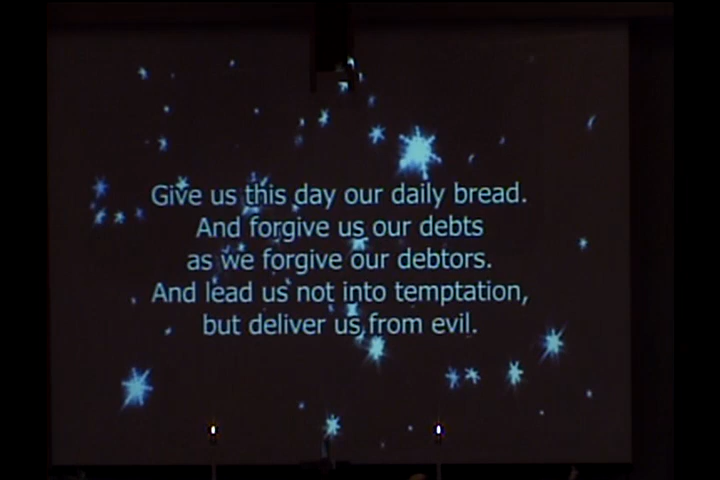 Give us this day our daily bread.
And forgive us our debts
as we forgive our debtors.
And lead us not into temptation,
but deliver us from evil.